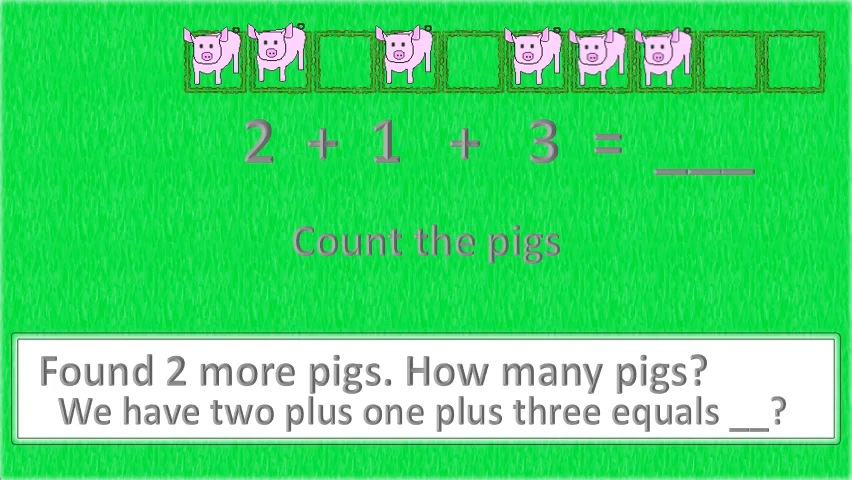 2 + 1 + 3 = ___
Count the pigs
Found 2 more pigs. How many pigs?
We have two plus one plus three equals __?